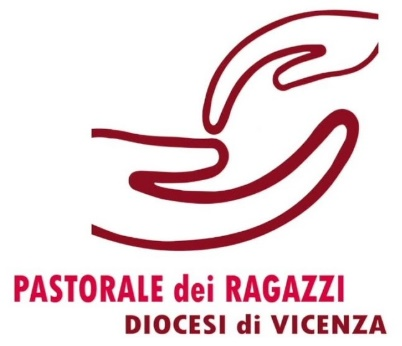 PASTORALE dei RAGAZZI
DIOCESI di VICENZA